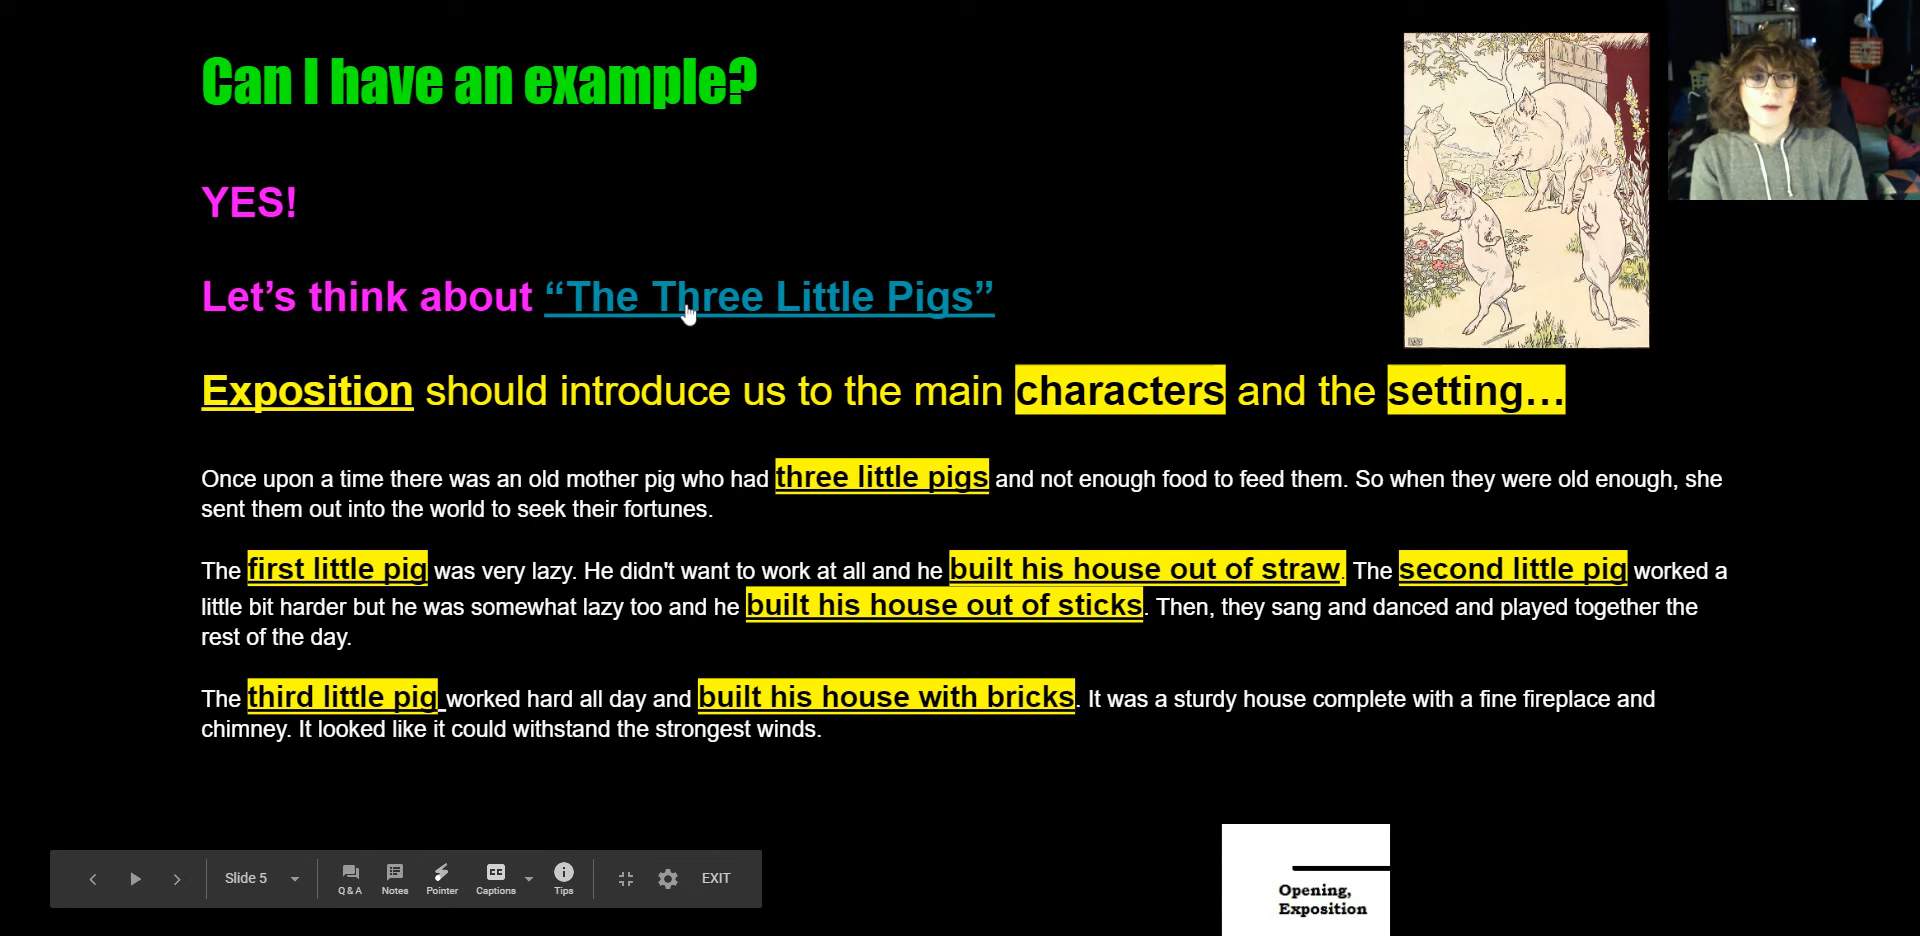 Can I have an example?
YES!
Let's think about “The Three Little Pigs”
Exposition should introduce us to the main characters and the setting...
Once upon a time there was an old mother pig who had three little pigs and not enough food to feed them. So when they were old enough, she
sent them out into the world to seek their fortunes.
The first little pig was very lazy. He didn't want to work at all and he built his house out of straw. The second little pig worked a
little bit harder but he was somewhat lazy too and he built his house out of sticks. Then, they sang and danced and played together the
rest of the day.
The third little pig worked hard all day and built his house with bricks. It was a sturdy house complete with a fine fireplace and
chimney. It looked like it could withstand the strongest winds.
Slide 5
Q & A
Notes
Pointer
CC
Captions
Tips
EXIT
Opening,
Exposition